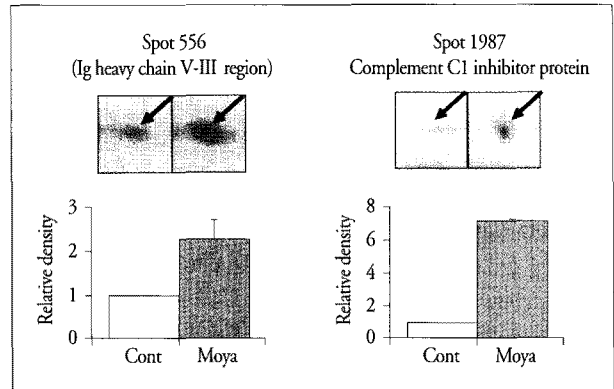 Spot 556
(Ig heavy chain V-III region)
Relative density
3
2
1
0
Cont Moya
Spot 1987
Complement C1 inhibitor protein
Relative density
8
6
4
2
0
Cont Moya